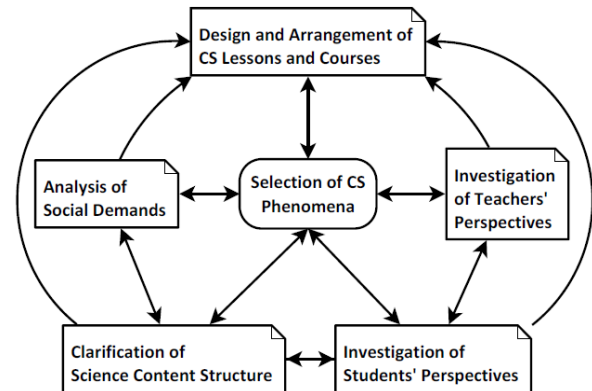 Design and Arrangement of
CS Lessons and Courses
Analysis of
Social Demands
Selection of CS
Phenomena
Investigation
of Teachers'
Perspectives
Clarification of
Science Content Structure
Investigation of
Students' Perspectives